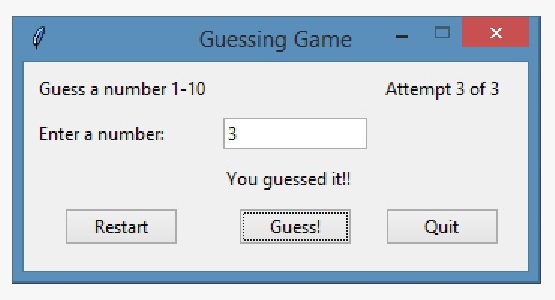 Guessing Game
Guess a number 1-10 Attempt 3 of 3
Enter a number: 3
You guessed it!!
Restart Guess! Quit